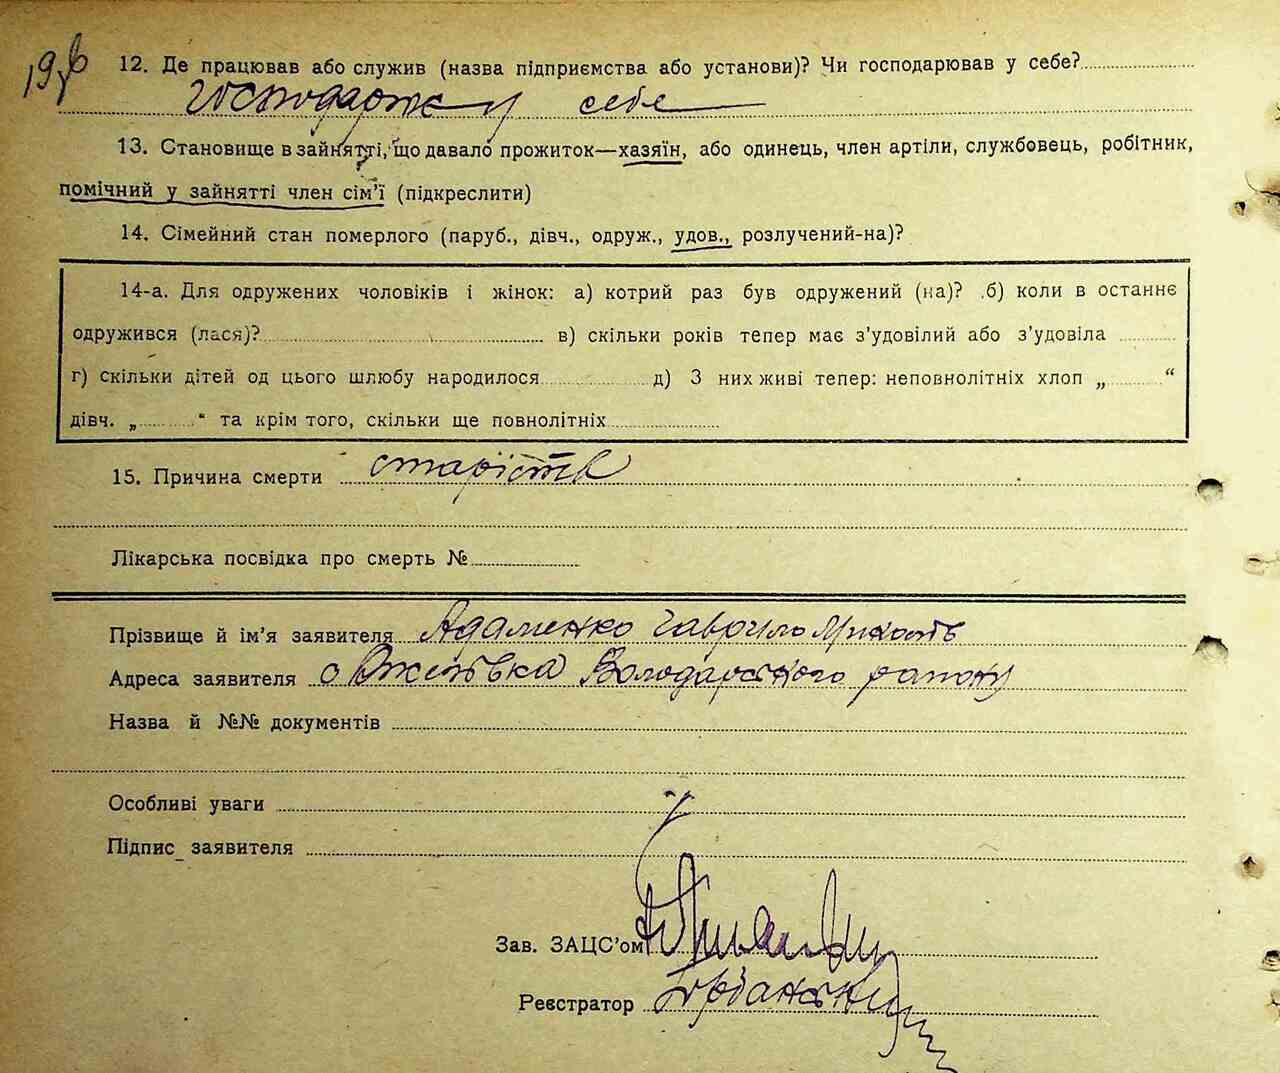 12. Де працював або служив (назва підприємства або установи)? Чи господарював у себе?
господарює у себе
13. Становище в зайнятті, що давало прожиток—хазяїн, або одинець, член артіли, службовець, робітник,
помічний у зайнятті член сім'ї (підкреслити)
14. Сімейний стан померлого (паруб., дівч., одруж., удов., розлучений-на)?
14-а. Для одружених чоловіків і жінок: а) котрий раз був одружений (на)? б) коли в останнє
одружився (лася)? в) скільки років тепер має з'удовілий або з'удовіла
г) скільки дітей од цього шлюбу народилося д) З них живі тепер: неповнолітніх хлоп „ “
дівч. „ “ та крім того, скільки ще повнолітніх
15. Причина смерти старість
Лікарська посвідка про смерть №
Прізвище й ім'я заявителя Адаменко Гаврило
Адреса заявителя с Володарського району
Назва й №№ документів
Особливі уваги
Підпис заявителя
Зав. ЗАЦС'ом
Реєстратор